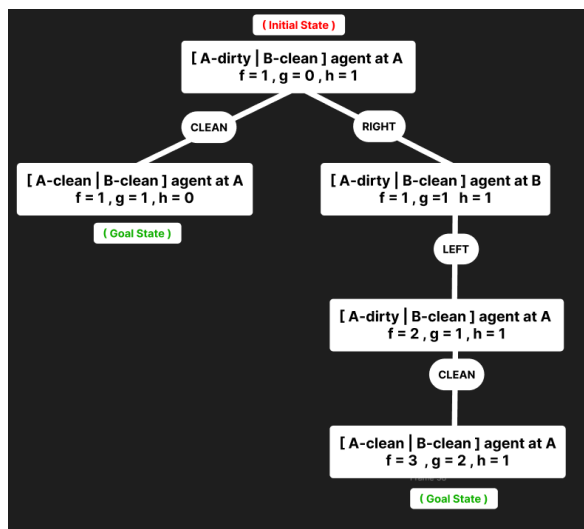 ( Initial State )
[ A-dirty | B-clean ] agent at A
f = 1 , g = 0 , h = 1
CLEAN
RIGHT
[ A-clean | B-clean ] agent at A
f = 1 , g = 1 , h = 0
( Goal State )
[ A-dirty | B-clean ] agent at B
f = 1 , g =1 h = 1
LEFT
[ A-dirty | B-clean ] agent at A
f = 2 , g = 1 , h = 1
CLEAN
[ A-clean | B-clean ] agent at A
f = 3 , g = 2 , h = 1
( Goal State )